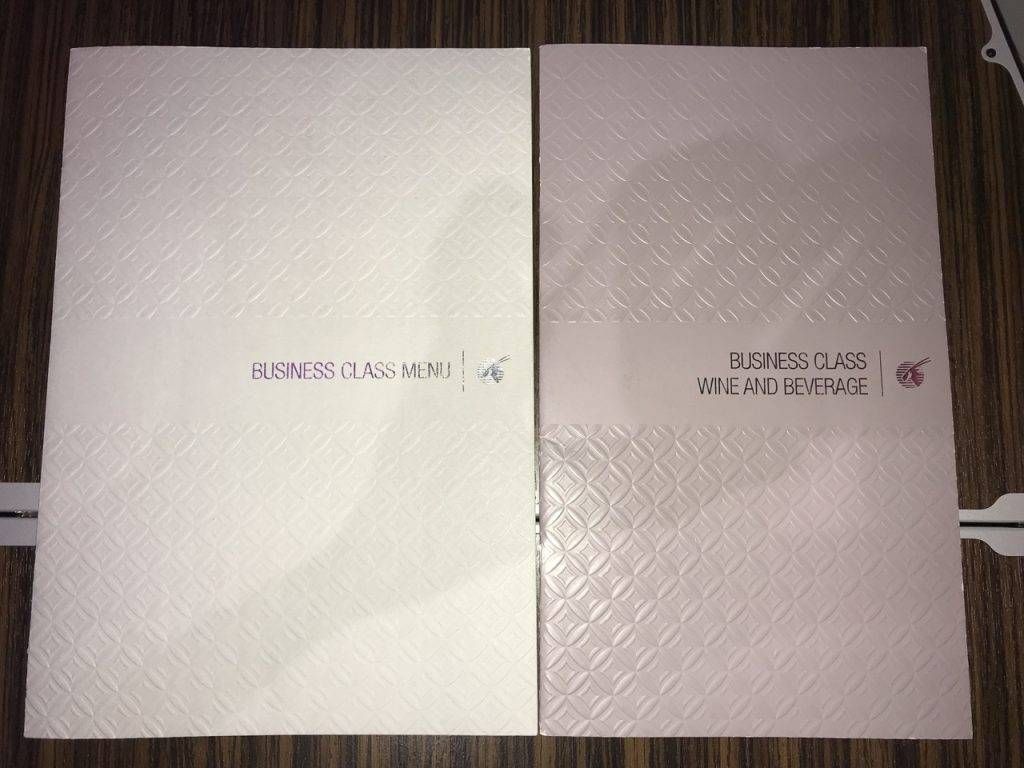 BUSINESS CLASS MENU
BUSINESS CLASS
WINE AND BEVERAGE